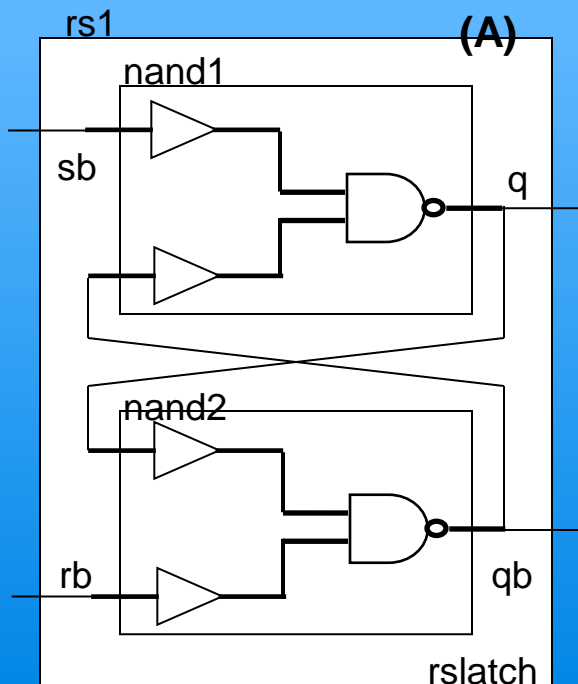 rs1
(A)
nand1
sb
q
nand2
rb
qb
rslatch